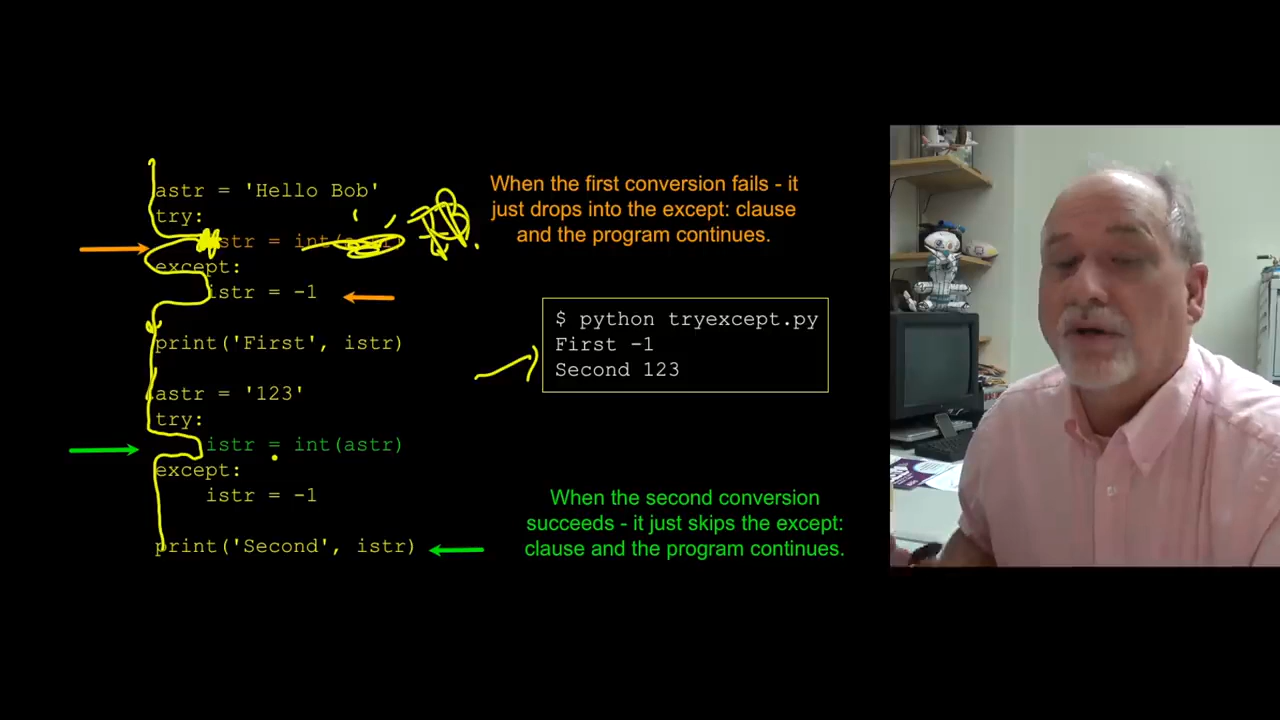 astr = 'Hello Bob'
try:
istr = int(astr)
except:
istr = -1
print('First', istr)
astr = '123'
try:
istr = int(astr)
except:
istr = -1
print('Second', istr)
When the first conversion fails - it
just drops into the except: clause
and the program continues.
$ python tryexcept.py
First -1
Second 123
When the second conversion
succeeds - it just skips the except:
clause and the program continues.